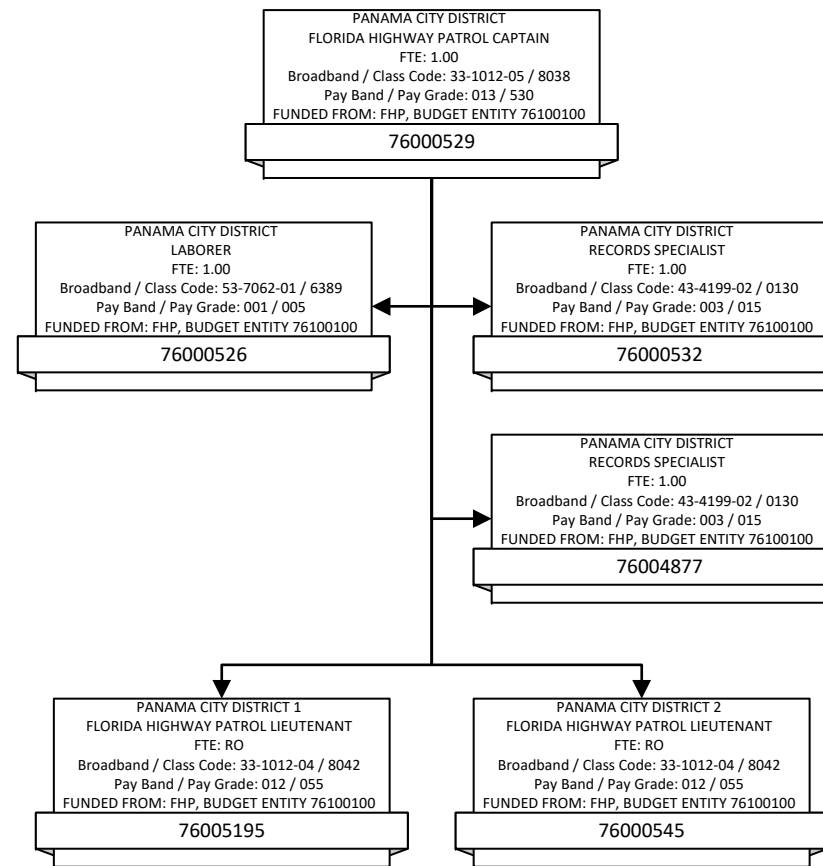 PANAMA CITY DISTRICT
FLORIDA HIGHWAY PATROL CAPTAIN
FTE: 1.00
Broadband / Class Code: 33-1012-05 / 8038
Pay Band / Pay Grade: 013 / 530
FUNDED FROM: FHP, BUDGET ENTITY 76100100
76000529
PANAMA CITY DISTRICT
LABORER
FTE: 1.00
Broadband / Class Code: 53-7062-01 / 6389
Pay Band / Pay Grade: 001 / 005
FUNDED FROM: FHP, BUDGET ENTITY 76100100
76000526
PANAMA CITY DISTRICT
RECORDS SPECIALIST
FTE: 1.00
Broadband / Class Code: 43-4199-02 / 0130
Pay Band / Pay Grade: 003 / 015
FUNDED FROM: FHP, BUDGET ENTITY 76100100
76000532
PANAMA CITY DISTRICT
RECORDS SPECIALIST
FTE: 1.00
Broadband / Class Code: 43-4199-02 / 0130
Pay Band / Pay Grade: 003 / 015
FUNDED FROM: FHP, BUDGET ENTITY 76100100
76004877
PANAMA CITY DISTRICT 1
FLORIDA HIGHWAY PATROL LIEUTENANT
FTE: RO
Broadband / Class Code: 33-1012-04 / 8042
Pay Band / Pay Grade: 012 / 055
FUNDED FROM: FHP, BUDGET ENTITY 76100100
76005195
PANAMA CITY DISTRICT 2
FLORIDA HIGHWAY PATROL LIEUTENANT
FTE: RO
Broadband / Class Code: 33-1012-04 / 8042
Pay Band / Pay Grade: 012 / 055
FUNDED FROM: FHP, BUDGET ENTITY 76100100
76000545